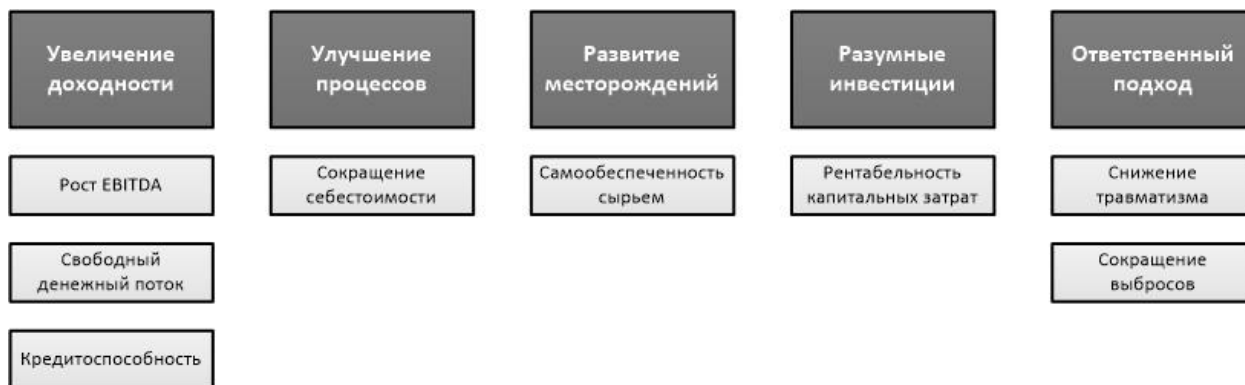 Увеличение
доходности
Улучшение
процессов
Развитие
месторождений
Разумные
инвестиции
Ответственный
подход
Рост EBITDA
Сокращение
себестоимости
Самообеспеченность
сырьем
Рентабельность
капитальных затрат
Снижение
травматизма
Свободный
денежный поток
Сокращение
выбросов
Кредитоспособность